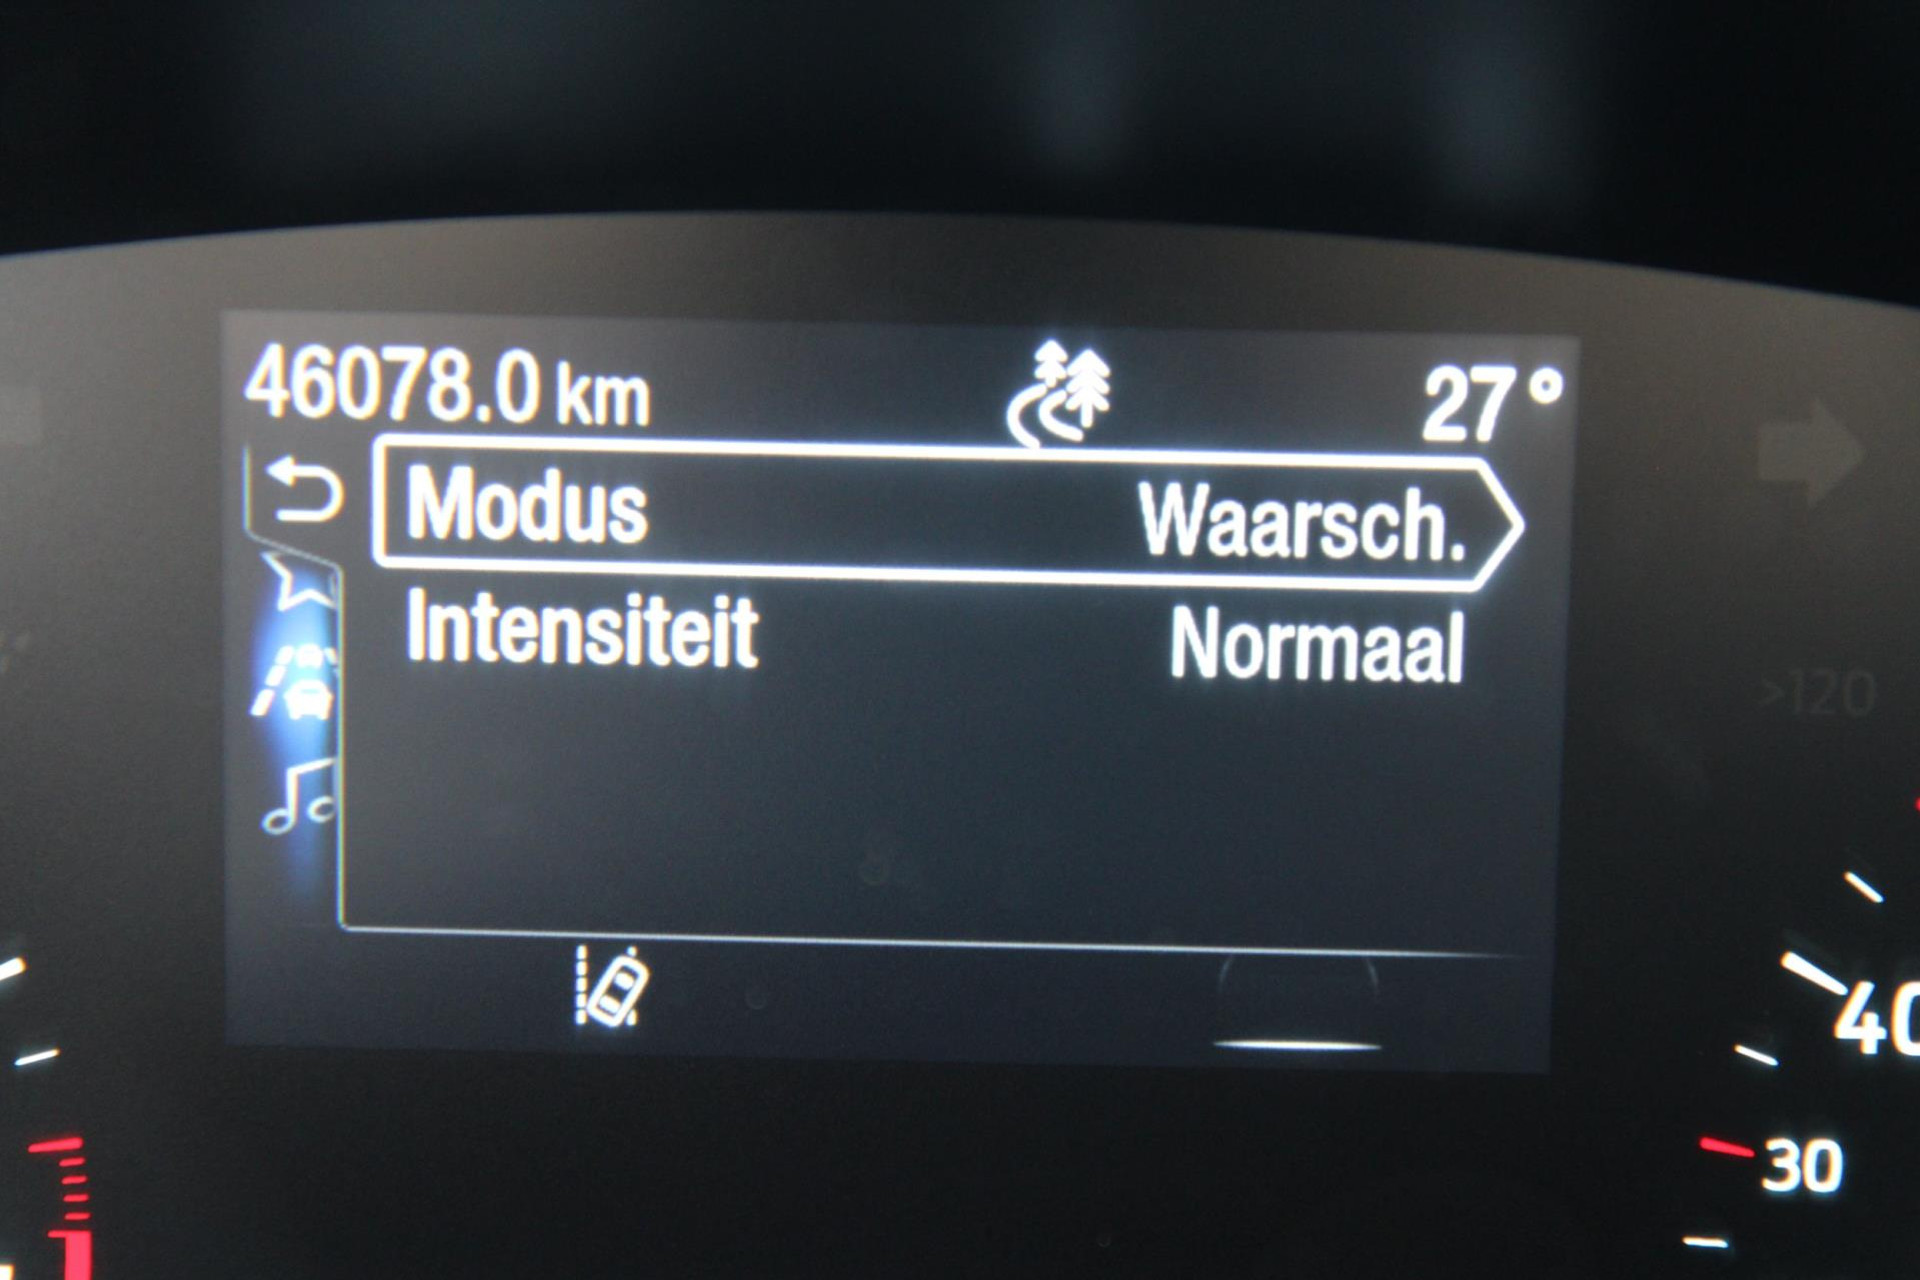 46078.0 km 27°
Modus Waarsch.
Intensiteit Normaal
>120
40
30